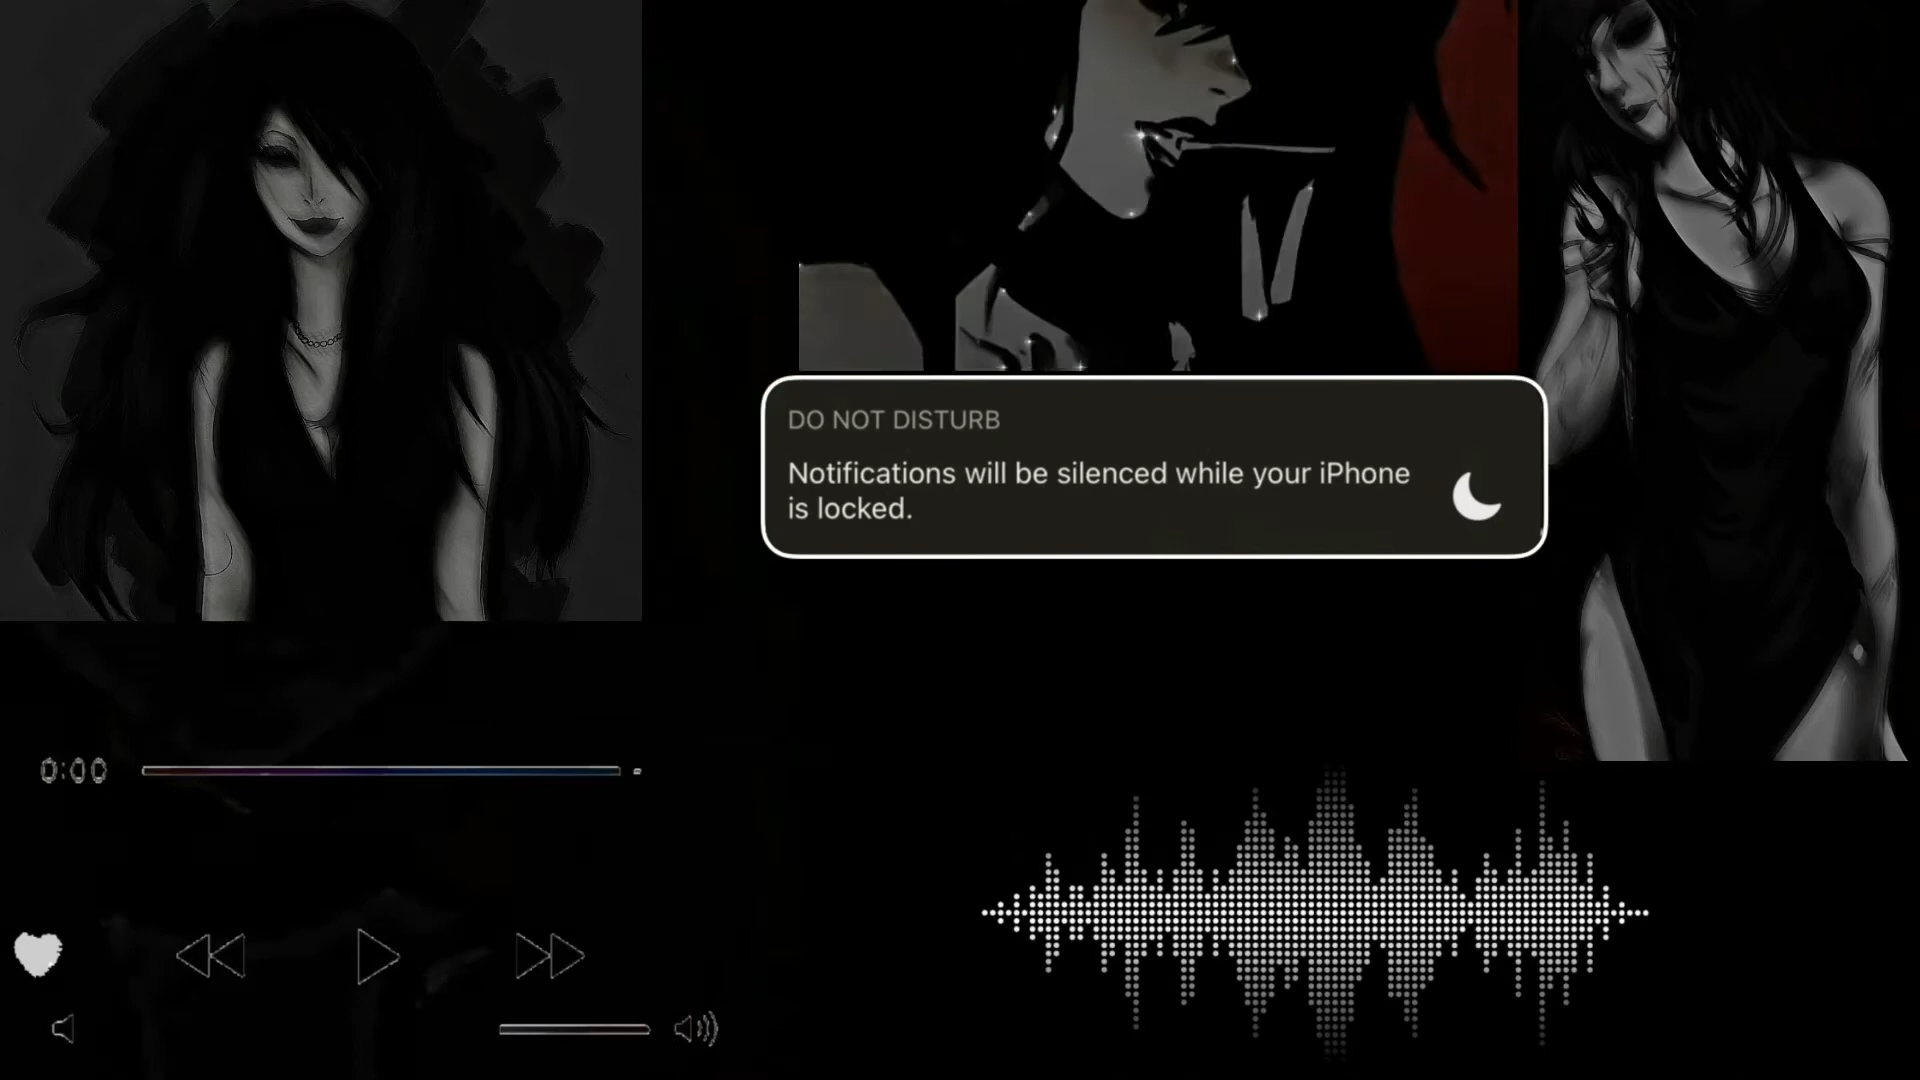 DO NOT DISTURB
Notifications will be silenced while your iPhone
is locked.
0:00